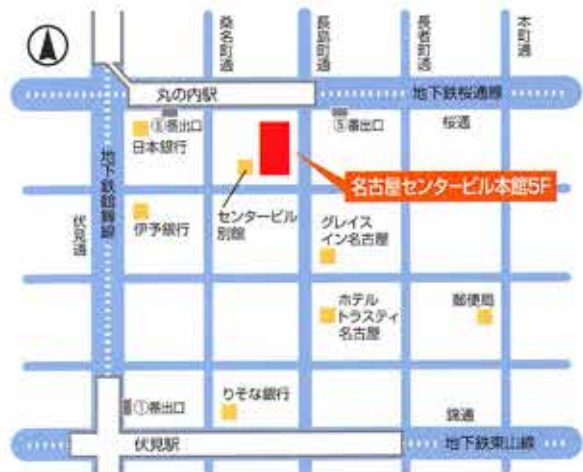 桑名町通
長島町通
長者町通
本町通
丸の内駅
地下鉄桜通線
桜通
日本銀行
⑤番出口
地下鉄鶴舞線
伏見通
名古屋センタービル本館5F
センタービル
別館
伊予銀行
グレイス
イン名古屋
ホテル
トラスティ
名古屋
郵便局
①番出口
りそな銀行
錦通
伏見駅
地下鉄東山線